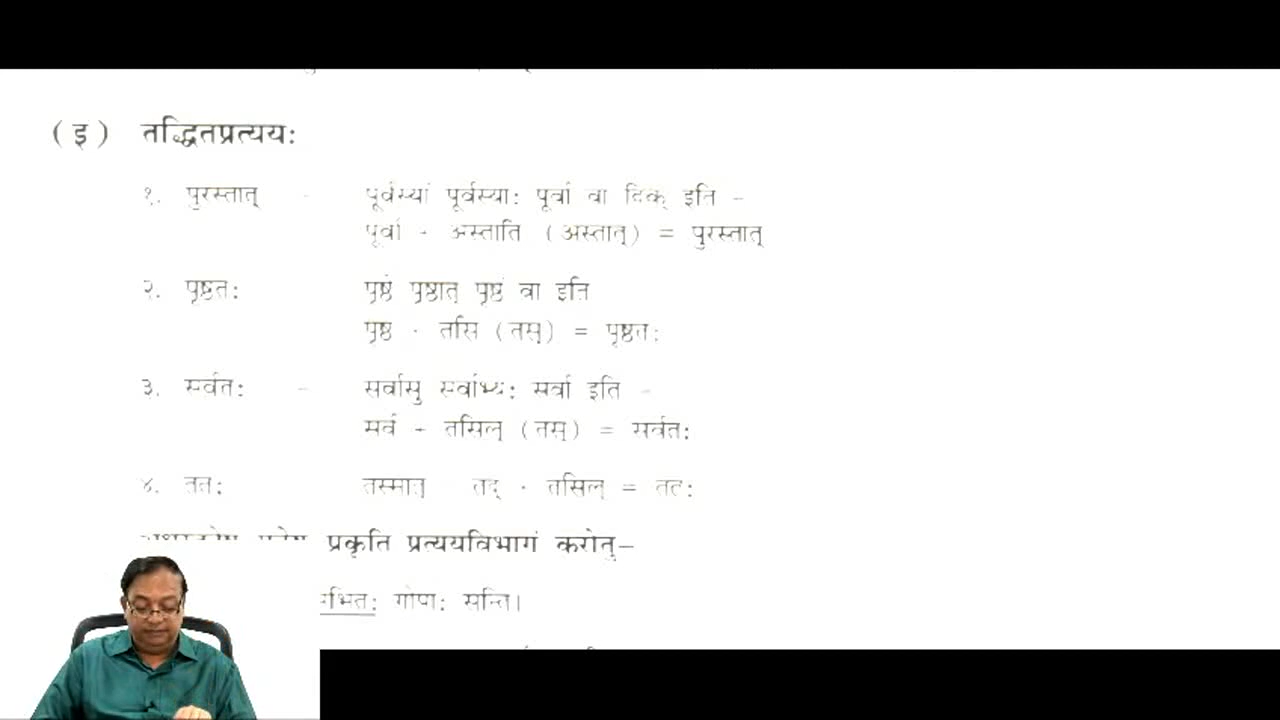 (इ) तद्धितप्रत्ययः
१. पुरस्तात् - पूर्वस्यां पूर्वस्याः पूर्वा वा दिक् इति -
पूर्वा + अस्ताति (अस्तात्) = पुरस्तात्
२. पृष्ठतः पृष्ठे पृष्ठात् पृष्ठं वा इति
पृष्ठ + तसि (तस्) = पृष्ठतः
३. सर्वतः - सर्वासु सर्वाभ्यः सर्वा इति -
सर्व + तसिल् (तस्) = सर्वतः
४. ततः तस्मात् तद् + तसिल् = ततः
प्रकृति प्रत्ययविभागं करोतु–
गोपाः सन्ति।